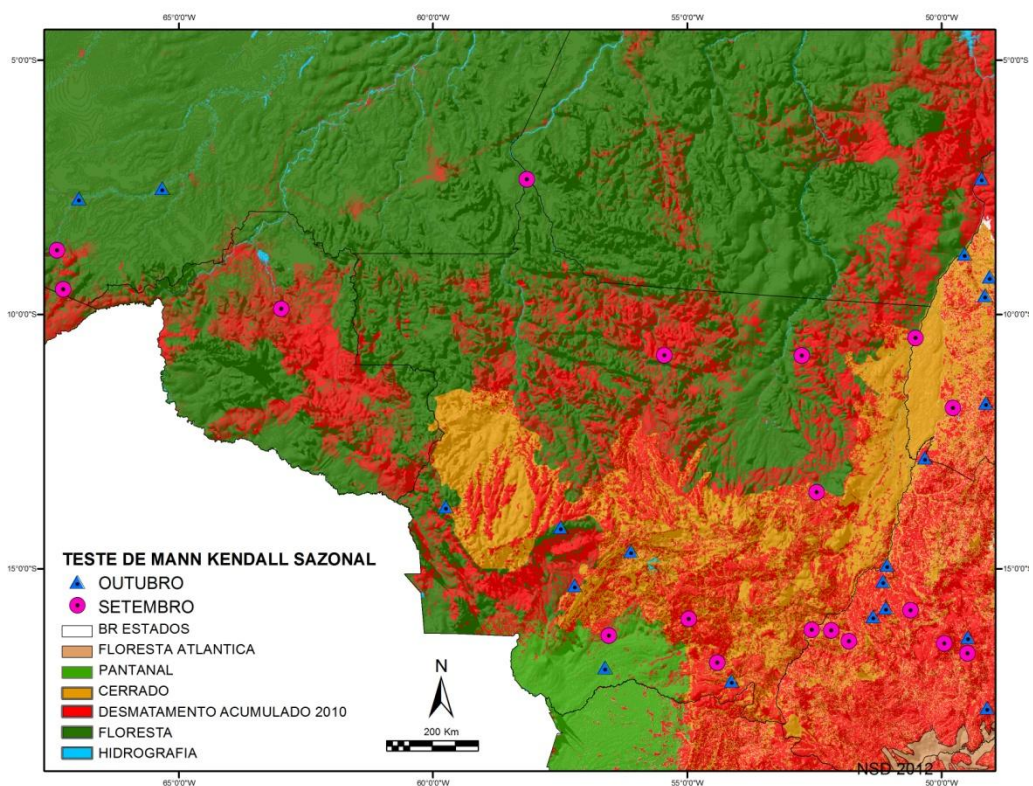 65°0'0"W 60°0'0"W 55°0'0"W 50°0'0"W
5°0'0"S 5°0'0"S
10°0'0"S 10°0'0"S
15°0'0"S 15°0'0"S
TESTE DE MANN KENDALL SAZONAL
OUTUBRO
SETEMBRO
BR ESTADOS
FLORESTA ATLANTICA
PANTANAL
CERRADO
DESMATAMENTO ACUMULADO 2010
FLORESTA
HIDROGRAFIA
N
200 Km
NSD 2012
65°0'0"W 60°0'0"W 55°0'0"W 50°0'0"W